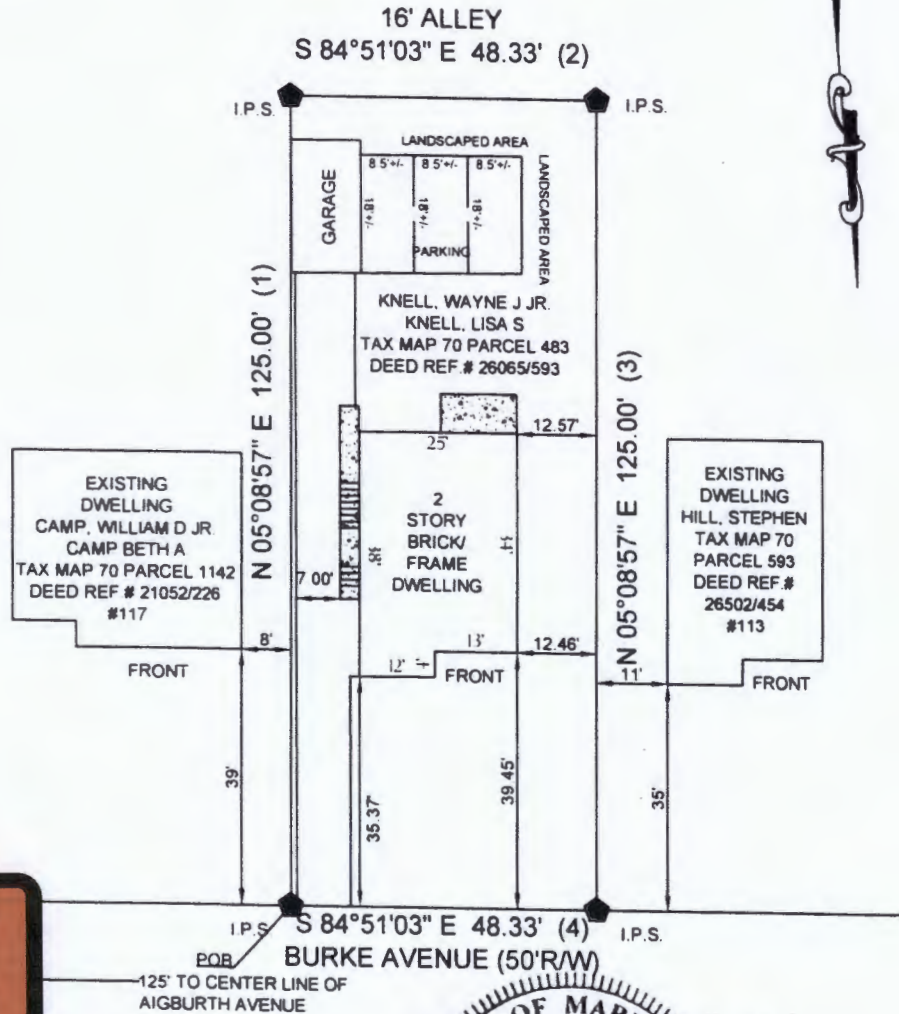 16' ALLEY
S 84°51'03" E 48.33' (2)
I.P.S.
I.P.S.
LANDSCAPED AREA
GARAGE
8.5'+/-
8.5'+/-
8.5'+/-
18'+/-
18'+/-
18'+/-
PARKING
LANDSCAPED AREA
N 05°08'57" E 125.00' (1)
KNELL, WAYNE J JR.
KNELL, LISA S
TAX MAP 70 PARCEL 483
DEED REF.# 26065/593
N 05°08'57" E 125.00' (3)
12.57'
25'
EXISTING
DWELLING
CAMP, WILLIAM D JR.
CAMP BETH A
TAX MAP 70 PARCEL 1142
DEED REF.# 21052/226
#117
FRONT
8'
7.00'
2
STORY
BRICK/
FRAME
DWELLING
EXISTING
DWELLING
HILL, STEPHEN
TAX MAP 70
PARCEL 593
DEED REF.#
26502/454
#113
FRONT
11'
13'
12.46'
12'
4'
FRONT
39'
35.37'
39.45'
35'
I.P.S.
S 84°51'03" E 48.33' (4)
I.P.S.
POB
BURKE AVENUE (50'R/W)
125' TO CENTER LINE OF
AIGBURTH AVENUE
OF MAR